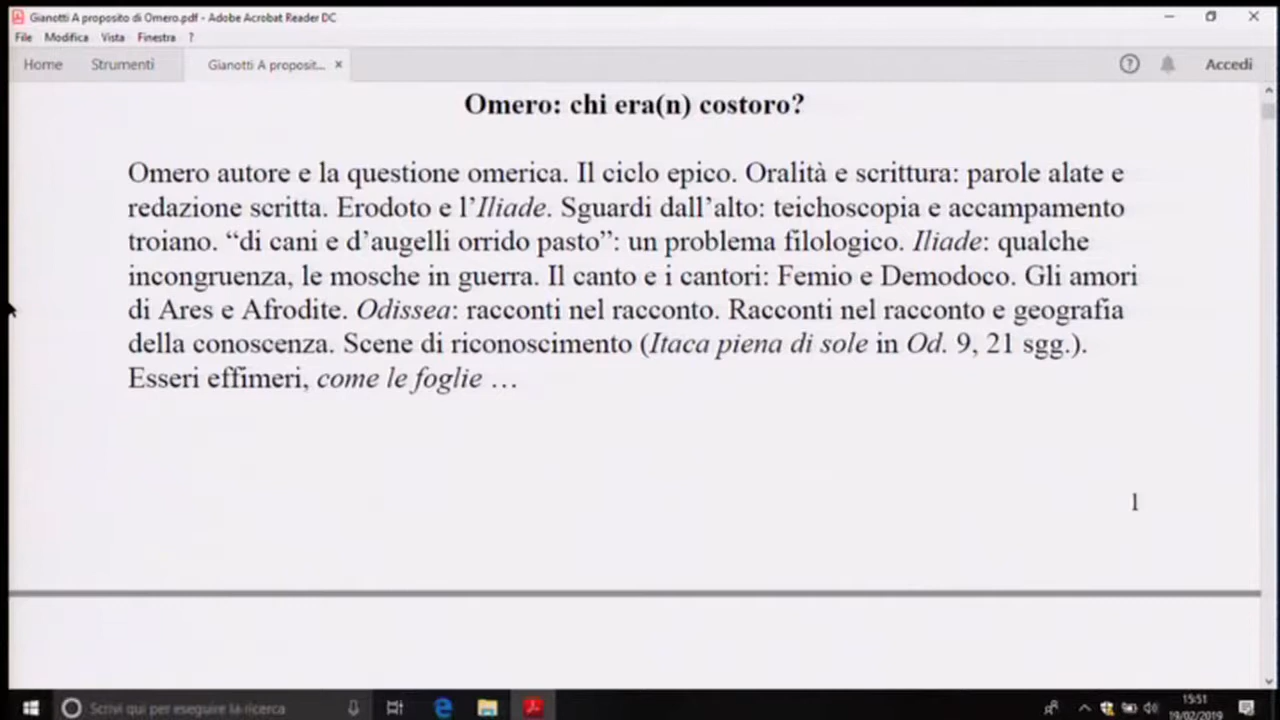 Gianotti A proposito di Omero.pdf - Adobe Acrobat Reader DC
File Modifica Vista Finestra ?
Home Strumenti Gianotti A proposit... × Accedi
Omero: chi era(n) costoro?
Omero autore e la questione omerica. Il ciclo epico. Oralità e scrittura: parole alate e
redazione scritta. Erodoto e l’Iliade. Sguardi dall’alto: teichoscopia e accampamento
troiano. “di cani e d’augelli orrido pasto”: un problema filologico. Iliade: qualche
incongruenza, le mosche in guerra. Il canto e i cantori: Femio e Demodoco. Gli amori
di Ares e Afrodite. Odissea: racconti nel racconto. Racconti nel racconto e geografia
della conoscenza. Scene di riconoscimento (Itaca piena di sole in Od. 9, 21 sgg.).
Esseri effimeri, come le foglie …
1
Scrivi qui per eseguire la ricerca
15:51
19/02/2019